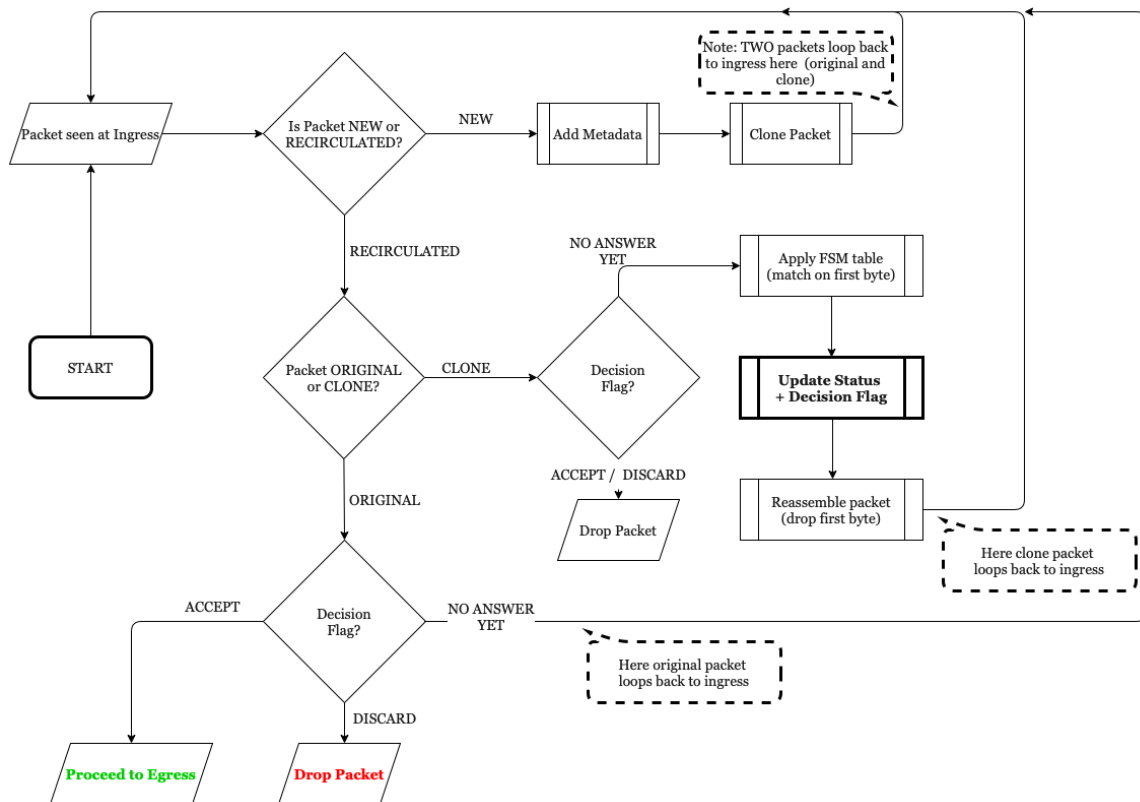 Note: TWO packets loop back
to ingress here (original and
clone)
Packet seen at Ingress
Is Packet NEW or
RECIRCULATED?
NEW
Add Metadata
Clone Packet
RECIRCULATED
NO ANSWER
YET
Apply FSM table
(match on first byte)
START
Packet ORIGINAL
or CLONE?
CLONE
Decision
Flag?
Update Status
+ Decision Flag
ACCEPT / DISCARD
Drop Packet
Reassemble packet
(drop first byte)
ORIGINAL
Here clone packet
loops back to ingress
ACCEPT
Decision
Flag?
NO ANSWER
YET
Here original packet
loops back to ingress
DISCARD
Proceed to Egress
Drop Packet